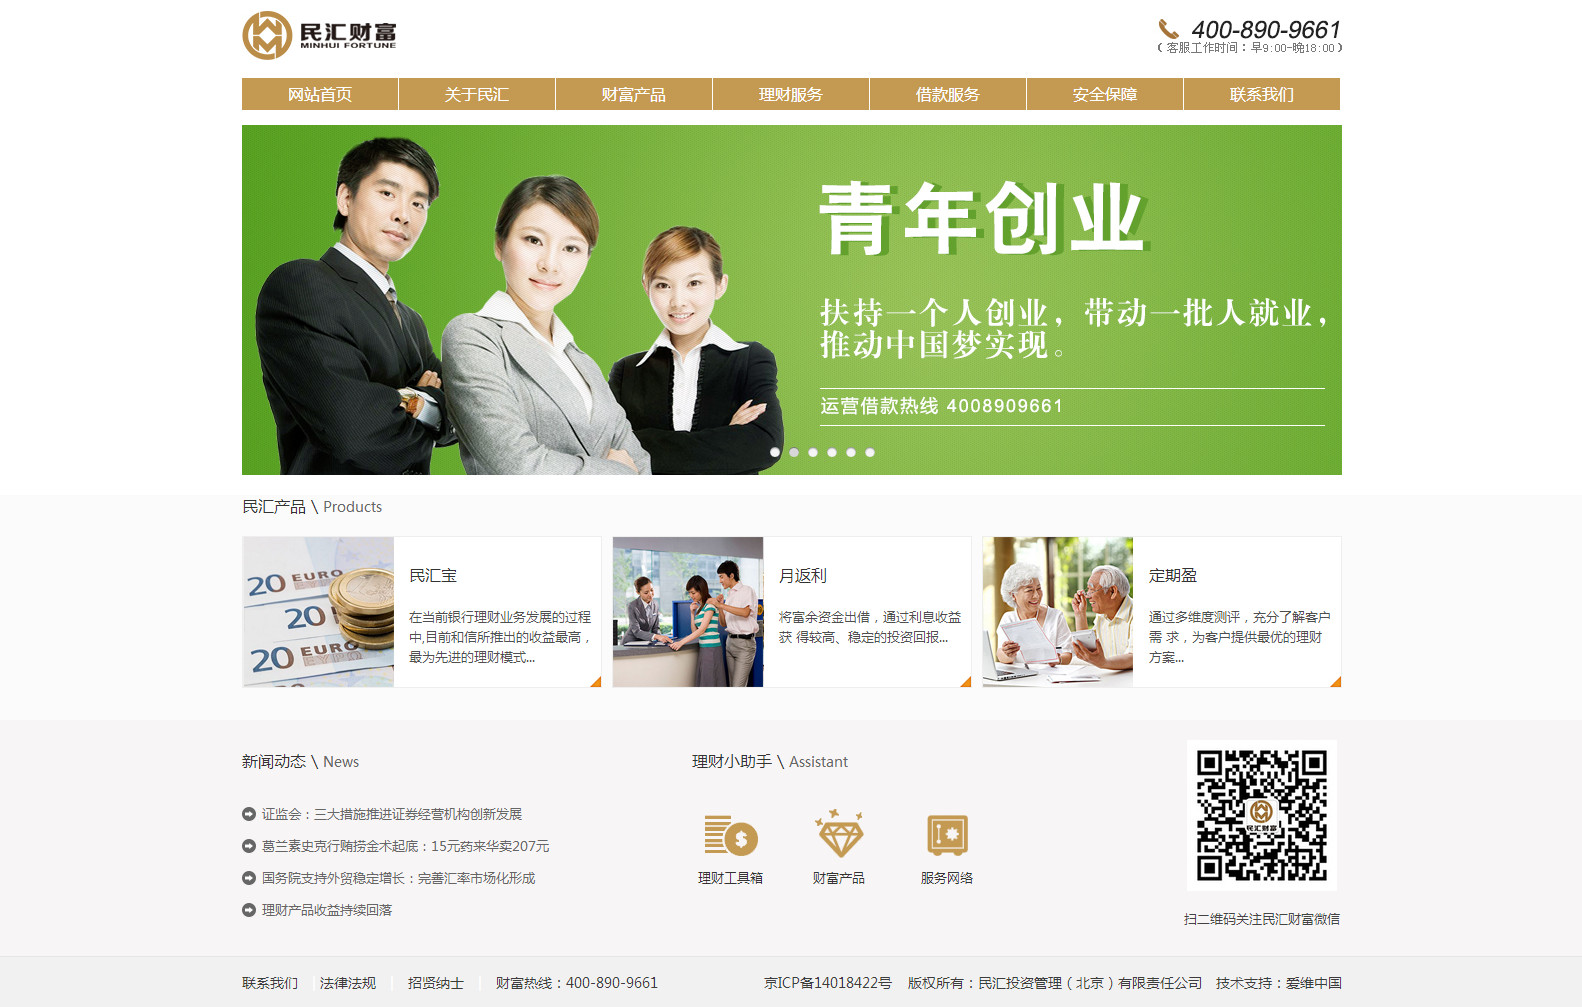 民汇财富
MINHUI FORTUNE
400-890-9661
(客服工作时间：早9:00-晚18:00)
网站首页 关于民汇 财富产品 理财服务 借款服务 安全保障 联系我们
青年创业
扶持一个人创业，带动一批人就业，
推动中国梦实现。
运营借款热线 4008909661
民汇产品 \ Products
20 EURO
20
20 EURO
民汇宝
在当前银行理财业务发展的过程
中,目前和信所推出的收益最高，
最为先进的理财模式...
月返利
将富余资金出借，通过利息收益
获 得较高、稳定的投资回报...
定期盈
通过多维度测评，充分了解客户
需 求，为客户提供最优的理财
方案...
新闻动态 \ News
证监会：三大措施推进证券经营机构创新发展
葛兰素史克行贿捞金术起底：15元药来华卖207元
国务院支持外贸稳定增长：完善汇率市场化形成
理财产品收益持续回落
理财小助手 \ Assistant
理财工具箱 财富产品 服务网络
民汇财富
扫二维码关注民汇财富微信
联系我们 | 法律法规 | 招贤纳士 | 财富热线：400-890-9661
京ICP备14018422号 版权所有：民汇投资管理（北京）有限责任公司 技术支持：爱维中国